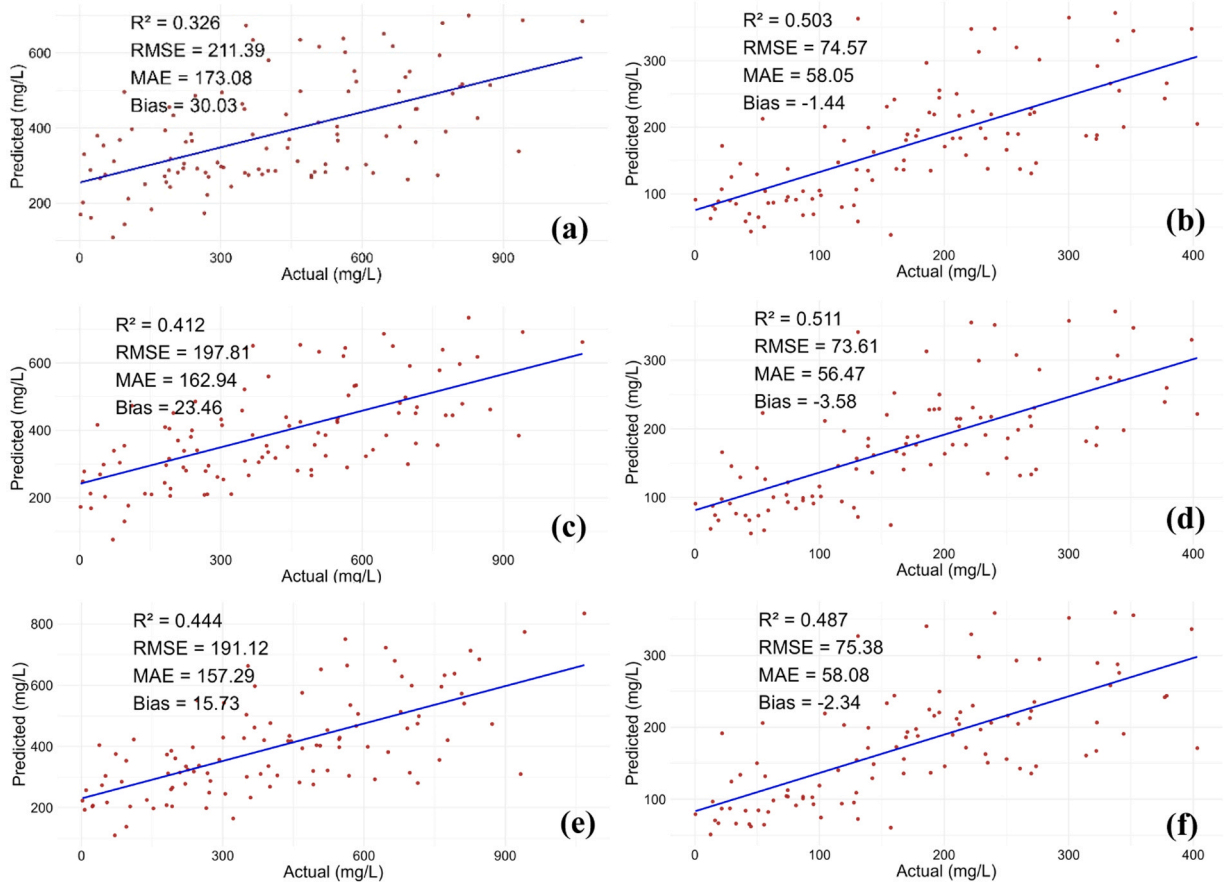 R² = 0.326
RMSE = 211.39
MAE = 173.08
Bias = 30.03
600
400
200
Predicted (mg/L)
0 300 600 900
Actual (mg/L)
(a)
R² = 0.503
RMSE = 74.57
MAE = 58.05
Bias = -1.44
300
200
100
Predicted (mg/L)
0 100 200 300 400
Actual (mg/L)
(b)
R² = 0.412
RMSE = 197.81
MAE = 162.94
Bias = 23.46
600
400
200
Predicted (mg/L)
0 300 600 900
Actual (mg/L)
(c)
R² = 0.511
RMSE = 73.61
MAE = 56.47
Bias = -3.58
300
200
100
Predicted (mg/L)
0 100 200 300 400
Actual (mg/L)
(d)
R² = 0.444
RMSE = 191.12
MAE = 157.29
Bias = 15.73
800
600
400
200
Predicted (mg/L)
0 300 600 900
Actual (mg/L)
(e)
R² = 0.487
RMSE = 75.38
MAE = 58.08
Bias = -2.34
300
200
100
Predicted (mg/L)
0 100 200 300 400
Actual (mg/L)
(f)